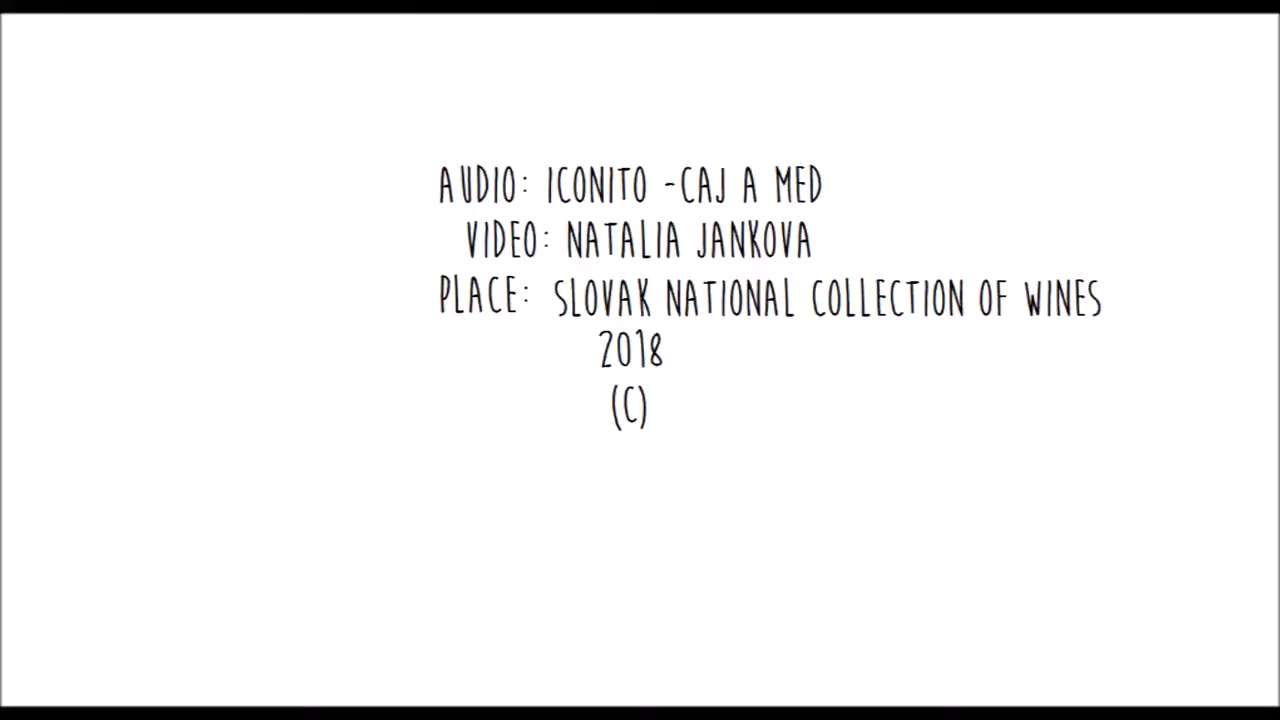 AUDIO: ICONITO -CAJ A MED
VIDEO: NATALIA JANKOVA
PLACE: SLOVAK NATIONAL COLLECTION OF WINES
2018
(C)